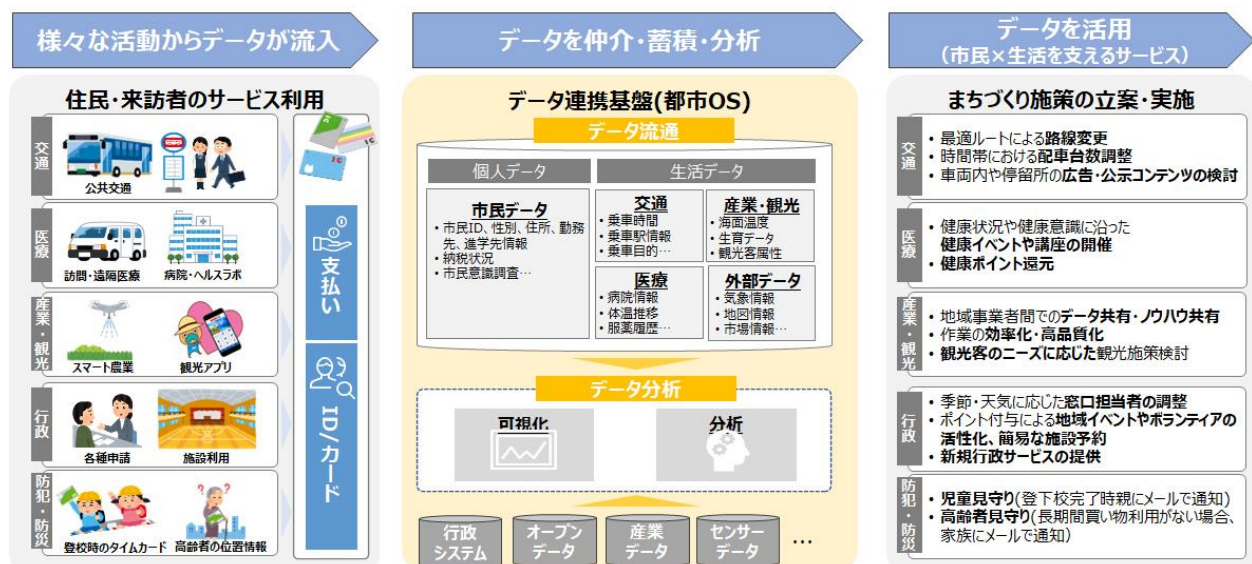 様々な活動からデータが流入
住民・来訪者のサービス利用
交通
公共交通
医療
訪問・遠隔医療
病院・ヘルスラボ
産業・観光
スマート農業
観光アプリ
行政
各種申請
施設利用
防犯・防災
登校時のタイムカード
高齢者の位置情報
支払い
ID/カード
データを仲介・蓄積・分析
データ連携基盤(都市OS)
データ流通
個人データ
市民データ
・市民ID、性別、住所、勤務
先、進学先情報
・納税状況
・市民意識調査…
生活データ
交通
・乗車時間
・乗車駅情報
・乗車目的…
産業・観光
・海面温度
・生育データ
・観光客属性
医療
・病院情報
・体温推移
・服薬履歴…
外部データ
・気象情報
・地図情報
・市場情報…
データ分析
可視化
分析
行政
システム
オープン
データ
産業
データ
センサー
データ
…
データを活用
(市民×生活を支えるサービス)
まちづくり施策の立案・実施
交通
・最適ルートによる路線変更
・時間帯における配車台数調整
・車両内や停留所の広告・公示コンテンツの検討
医療
・健康状況や健康意識に沿った
健康イベントや講座の開催
・健康ポイント還元
産業・観光
・地域事業者間でのデータ共有・ノウハウ共有
・作業の効率化・高品質化
・観光客のニーズに応じた観光施策検討
行政
・季節・天気に応じた窓口担当者の調整
・ポイント付与による地域イベントやボランティアの
活性化、簡易な施設予約
・新規行政サービスの提供
防犯・防災
・児童見守り(登下校完了時親にメールで通知)
・高齢者見守り(長期間買い物利用がない場合、
家族にメールで通知)